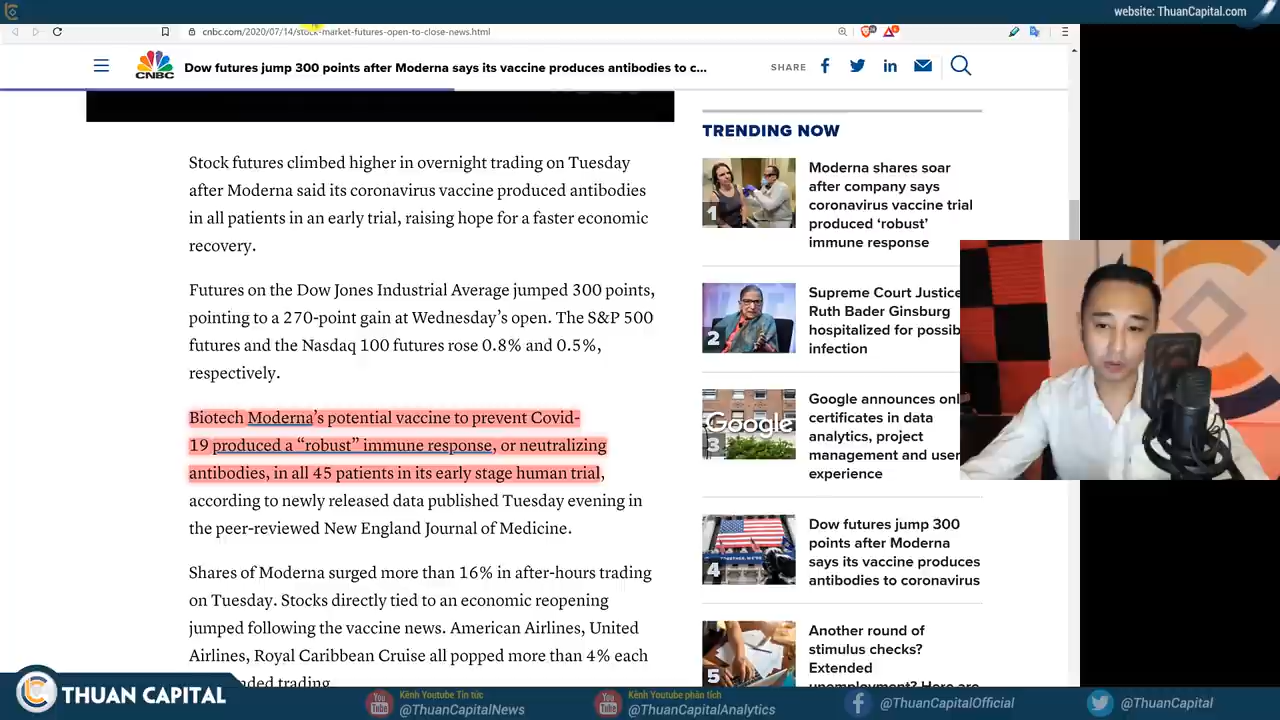 website: ThuanCapital.com
cnbc.com/2020/07/14/stock-market-futures-open-to-close-news.html
CNBC
Dow futures jump 300 points after Moderna says its vaccine produces antibodies to c...
SHARE
Stock futures climbed higher in overnight trading on Tuesday
after Moderna said its coronavirus vaccine produced antibodies
in all patients in an early trial, raising hope for a faster economic
recovery.
Futures on the Dow Jones Industrial Average jumped 300 points,
pointing to a 270-point gain at Wednesday's open. The S&P 500
futures and the Nasdaq 100 futures rose 0.8% and 0.5%,
respectively.
Biotech Moderna's potential vaccine to prevent Covid-
19 produced a “robust” immune response, or neutralizing
antibodies, in all 45 patients in its early stage human trial,
according to newly released data published Tuesday evening in
the peer-reviewed New England Journal of Medicine.
Shares of Moderna surged more than 16% in after-hours trading
on Tuesday. Stocks directly tied to an economic reopening
jumped following the vaccine news. American Airlines, United
Airlines, Royal Caribbean Cruise all popped more than 4% each
nded trading.
TRENDING NOW
1
Moderna shares soar
after company says
coronavirus vaccine trial
produced ‘robust’
immune response
2
Supreme Court Justice
Ruth Bader Ginsburg
hospitalized for possib
infection
Google
3
Google announces onl
certificates in data
analytics, project
management and user
experience
4
Dow futures jump 300
points after Moderna
says its vaccine produces
antibodies to coronavirus
5
Another round of
stimulus checks?
Extended
unemployment? Here are
THUAN CAPITAL
You Tube
Kênh Youtube Tin tức
@ThuanCapitalNews
You Tube
Kênh Youtube phân tích
@ThuanCapitalAnalytics
@ThuanCapitalOfficial
@ThuanCapital